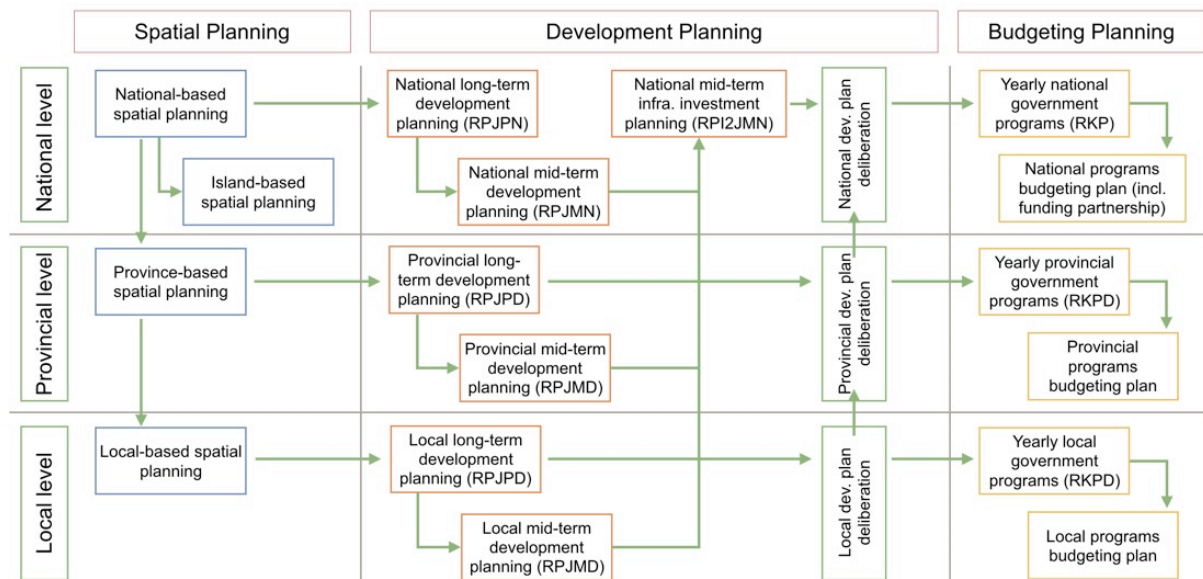 Spatial Planning
Development Planning
Budgeting Planning
National level
National-based
spatial planning
Island-based
spatial planning
National long-term
development
planning (RPJPN)
National mid-term
development
planning (RPJMN)
National mid-term
infra. investment
planning (RPI2JMN)
National dev. plan
deliberation
Yearly national
government
programs (RKP)
National programs
budgeting plan (incl.
funding partnership)
Provincial level
Province-based
spatial planning
Provincial long-
term development
planning (RPJPD)
Provincial mid-term
development
planning (RPJMD)
Provincial dev. plan
deliberation
Yearly provincial
government
programs (RKPD)
Provincial
programs
budgeting plan
Local level
Local-based spatial
planning
Local long-term
development
planning (RPJPD)
Local mid-term
development
planning (RPJMD)
Local dev. plan
deliberation
Yearly local
government
programs (RKPD)
Local programs
budgeting plan